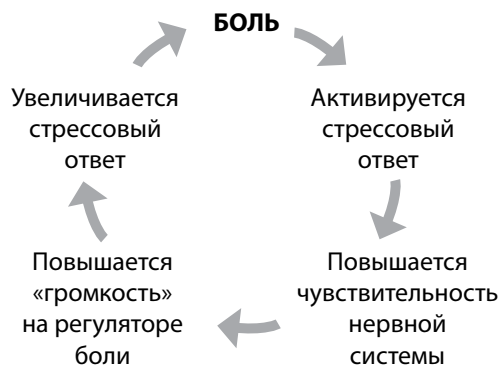 БОЛЬ
Активируется
стрессовый
ответ
Повышается
чувствительность
нервной
системы
Повышается
«громкость»
на регуляторе
боли
Увеличивается
стрессовый
ответ